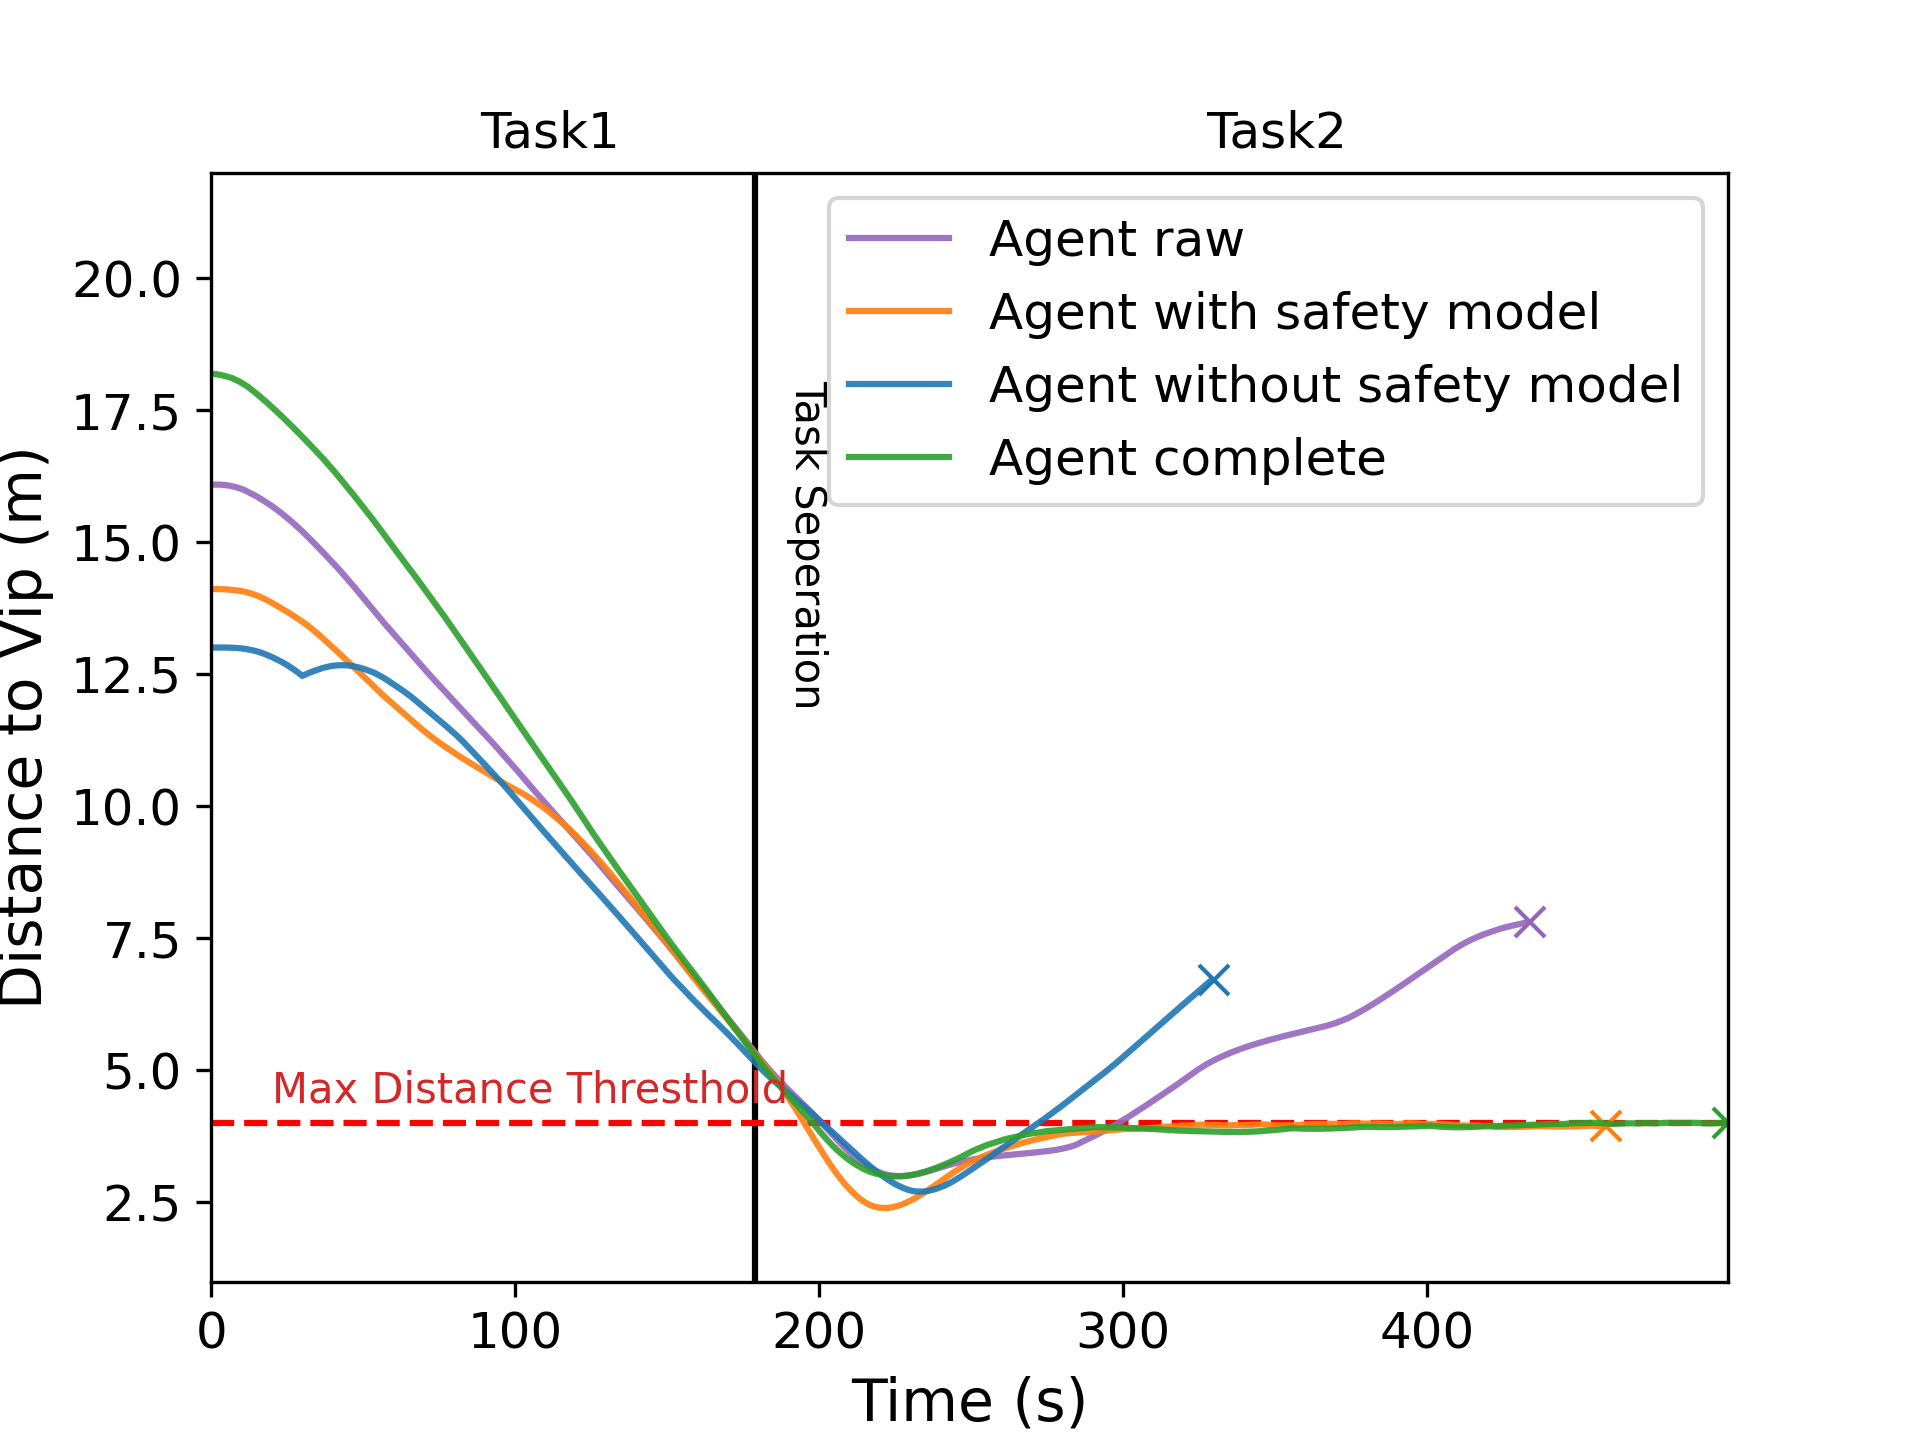 Task1
Task2
Agent raw
Agent with safety model
Agent without safety model
Agent complete
Task Seperation
Max Distance Thresthold
Distance to Vip (m)
20.0
17.5
15.0
12.5
10.0
7.5
5.0
2.5
0
100
200
300
400
Time (s)